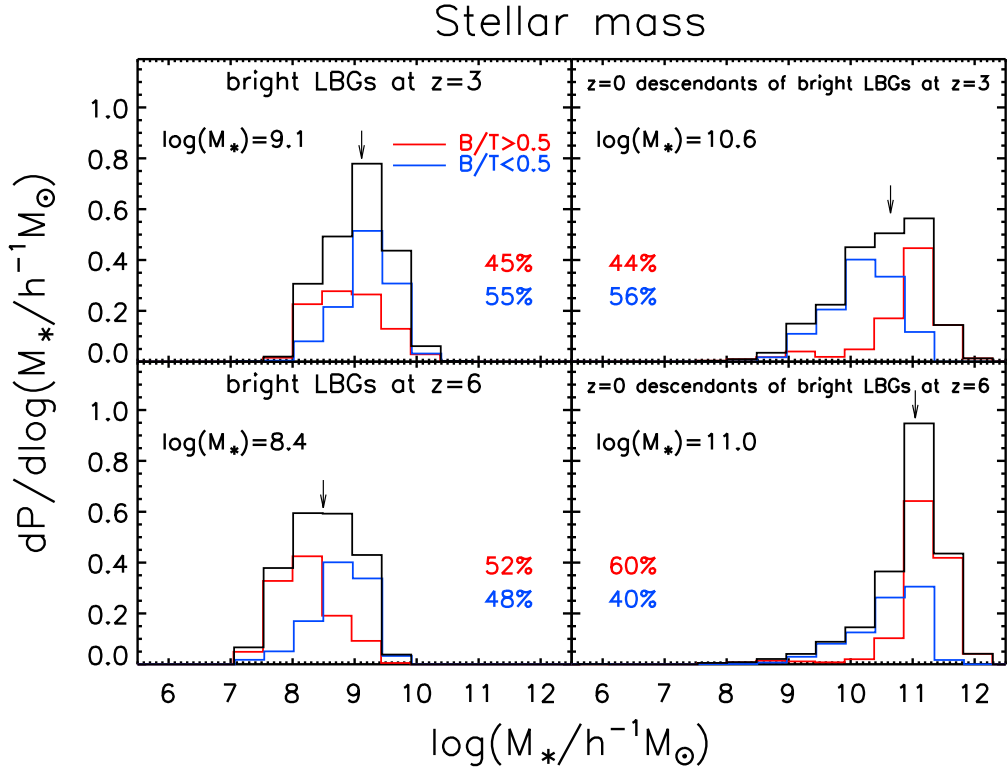 Stellar mass
bright LBGs at z=3
z=0 descendants of bright LBGs at z=3
log(M*)=9.1
B/T>0.5
B/T<0.5
log(M*)=10.6
45%
55%
44%
56%
1.0
0.8
0.6
0.4
0.2
0.0
bright LBGs at z=6
z=0 descendants of bright LBGs at z=6
log(M*)=8.4
log(M*)=11.0
52%
48%
60%
40%
1.0
0.8
0.6
0.4
0.2
0.0
6 7 8 9 10 11 12
6 7 8 9 10 11 12
dP/dlog(M*/h⁻¹M⊙)
log(M*/h⁻¹M⊙)